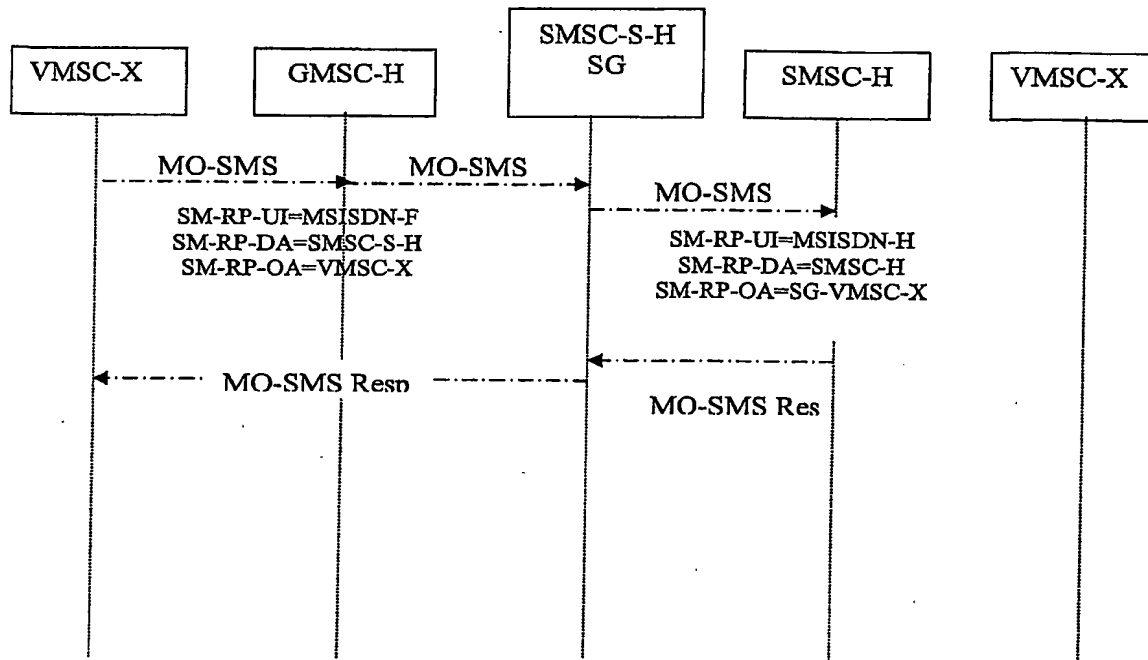 VMSC-X
GMSC-H
SMSC-S-H
SG
SMSC-H
VMSC-X
MO-SMS
MO-SMS
MO-SMS
SM-RP-UI=MSISDN-F
SM-RP-DA=SMSC-S-H
SM-RP-OA=VMSC-X
SM-RP-UI=MSISDN-H
SM-RP-DA=SMSC-H
SM-RP-OA=SG-VMSC-X
MO-SMS Resp
MO-SMS Res